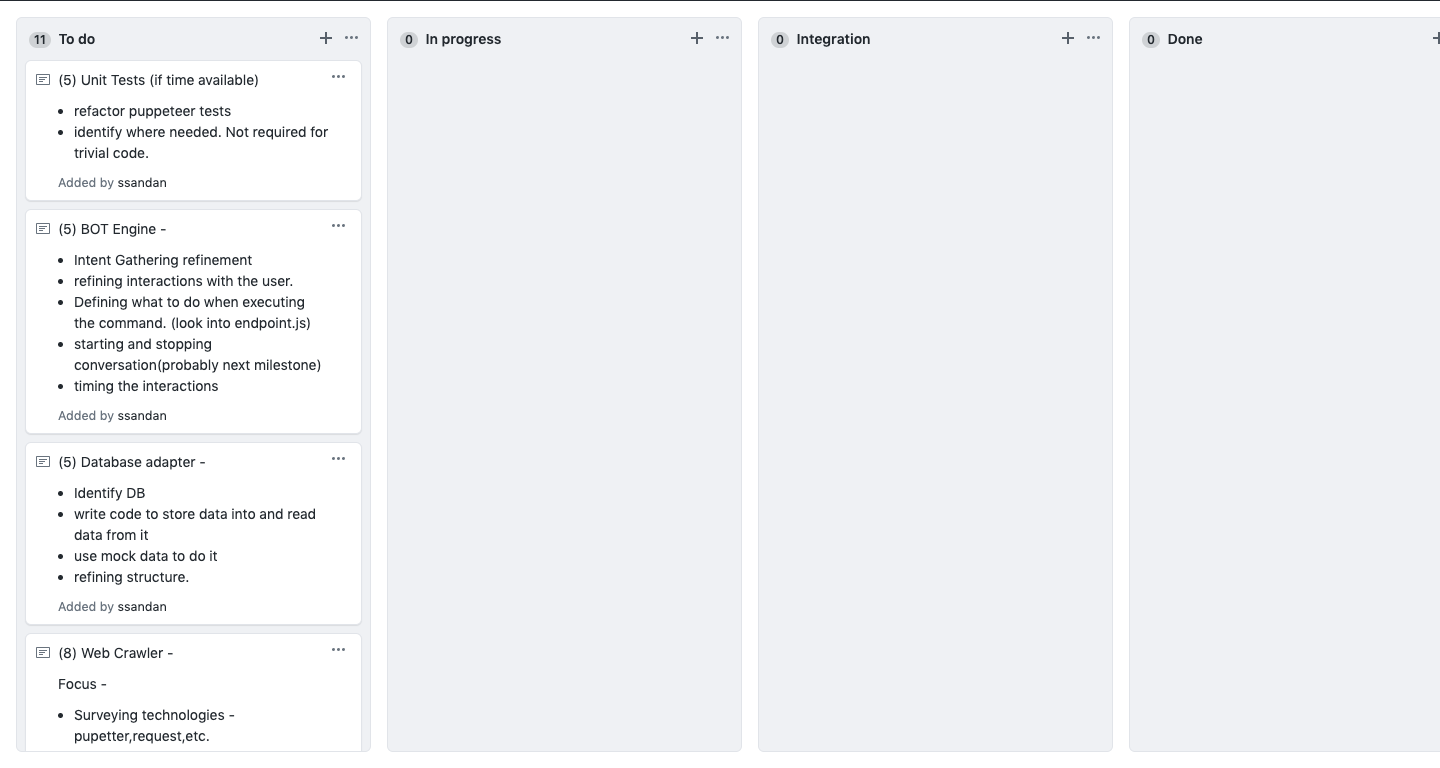 11 To do
(5) Unit Tests (if time available)
refactor puppeteer tests
identify where needed. Not required for
trivial code.
Added by ssandan
(5) BOT Engine -
Intent Gathering refinement
refining interactions with the user.
Defining what to do when executing
the command. (look into endpoint.js)
starting and stopping
conversation(probably next milestone)
timing the interactions
Added by ssandan
(5) Database adapter -
Identify DB
write code to store data into and read
data from it
use mock data to do it
refining structure.
Added by ssandan
(8) Web Crawler -
Focus -
Surveying technologies -
pupetter,request,etc.
0 In progress
0 Integration
0 Done